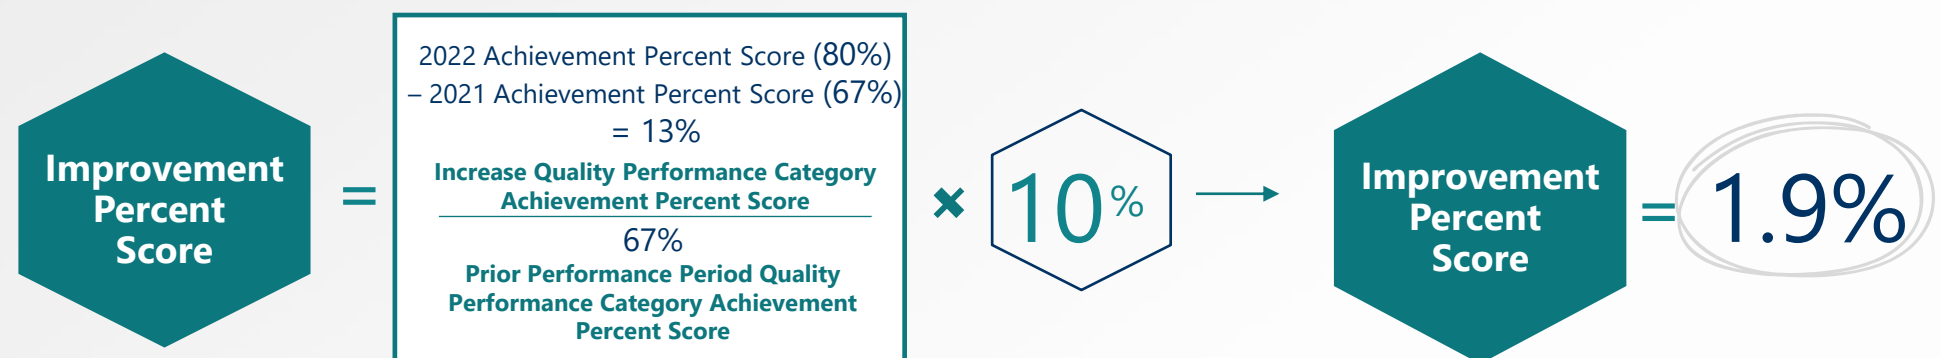 Improvement
Percent
Score
=
2022 Achievement Percent Score (80%)
– 2021 Achievement Percent Score (67%)
= 13%
Increase Quality Performance Category
Achievement Percent Score
67%
Prior Performance Period Quality
Performance Category Achievement
Percent Score
×
10%
Improvement
Percent
Score
=
1.9%